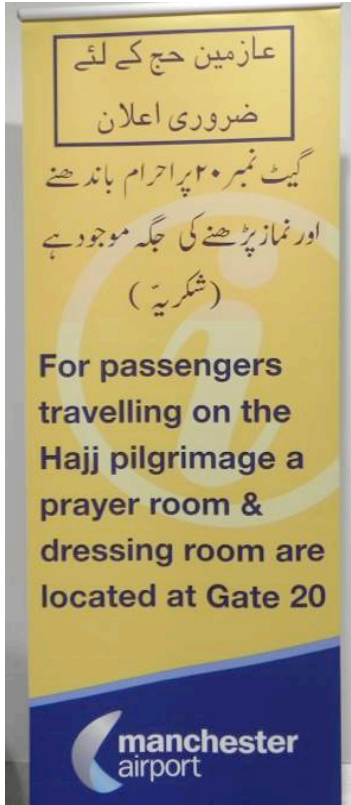 عازمین حج کے لئے
ضروری اعلان
گیٹ نمبر ۲۰ پر احرام باندھنے
اور نماز پڑھنے کی جگہ موجود ہے
(شکریہّ)
For passengers
travelling on the
Hajj pilgrimage a
prayer room &
dressing room are
located at Gate 20
manchester
airport